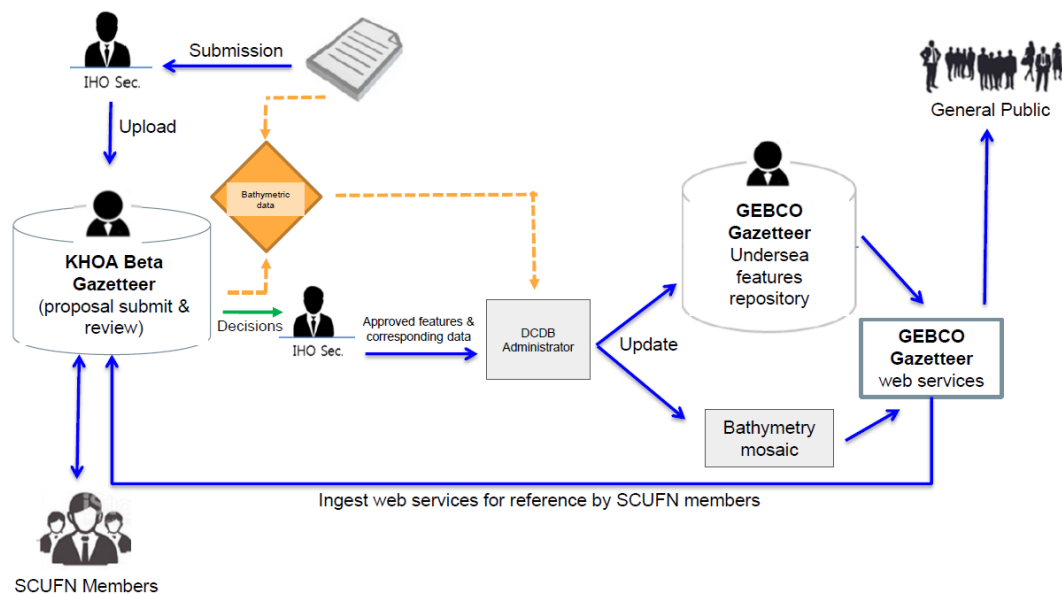 Submission
IHO Sec.
Upload
General Public
Bathymetric
data
KHOA Beta
Gazetteer
(proposal submit &
review)
GEBCO
Gazetteer
Undersea
features
repository
Decisions
IHO Sec.
Approved features &
corresponding data
DCDB
Administrator
Update
GEBCO
Gazetteer
web services
Bathymetry
mosaic
Ingest web services for reference by SCUFN members
SCUFN Members